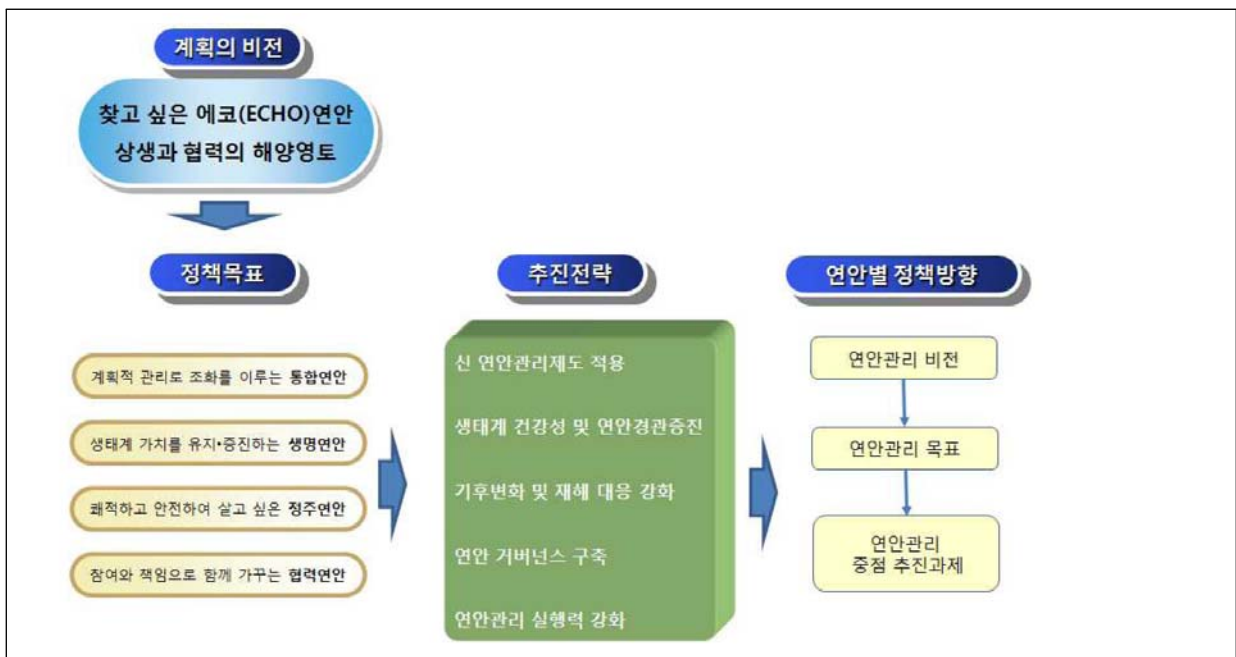 계획의 비전
찾고 싶은 에코(ECHO)연안
상생과 협력의 해양영토
정책목표
계획적 관리로 조화를 이루는 통합연안
생태계 가치를 유지•증진하는 생명연안
쾌적하고 안전하여 살고 싶은 정주연안
참여와 책임으로 함께 가꾸는 협력연안
추진전략
신 연안관리제도 적용
생태계 건강성 및 연안경관증진
기후변화 및 재해 대응 강화
연안 거버넌스 구축
연안관리 실행력 강화
연안별 정책방향
연안관리 비전
연안관리 목표
연안관리
중점 추진과제